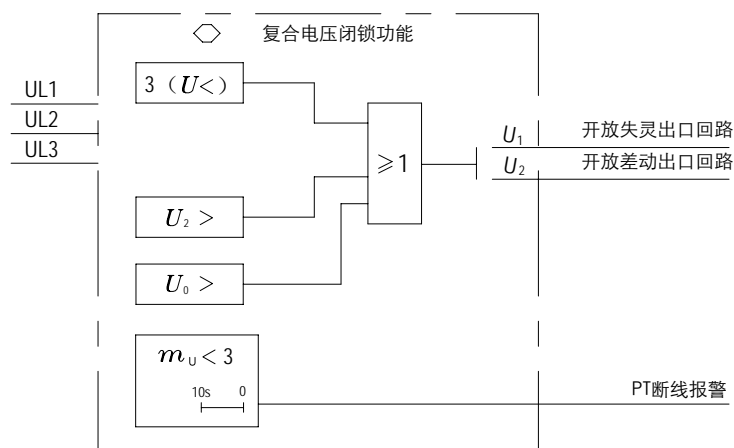 复合电压闭锁功能
3（U<）
UL1
UL2
UL3
≥1
U₁ 开放失灵出口回路
U₂ 开放差动出口回路
U₂ >
U₀ >
m∪ < 3
10s 0
PT断线报警